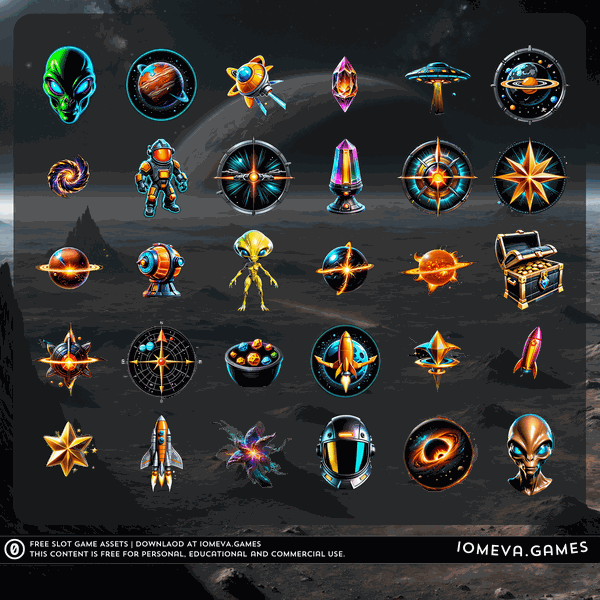 FREE SLOT GAME ASSETS | DOWNLAOD AT IOMEVA.GAMES
THIS CONTENT IS FREE FOR PERSONAL, EDUCATIONAL AND COMMERCIAL USE.
IOMEVA.GAMES